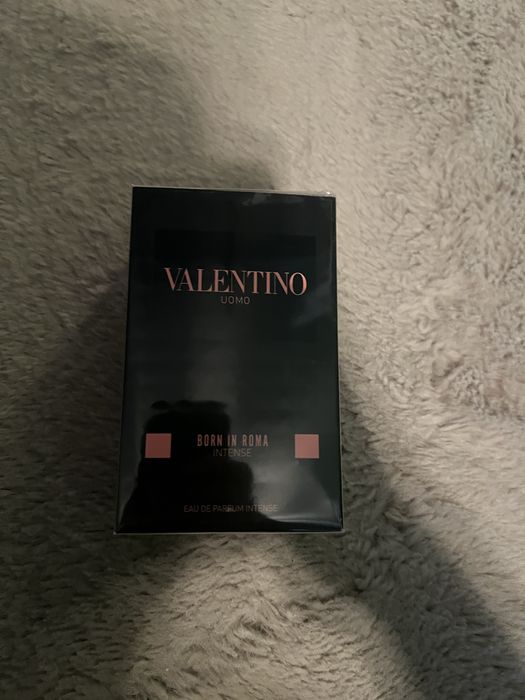 VALENTINO
UOMO
BORN IN ROMA
INTENSE
EAU DE PARFUM INTENSE